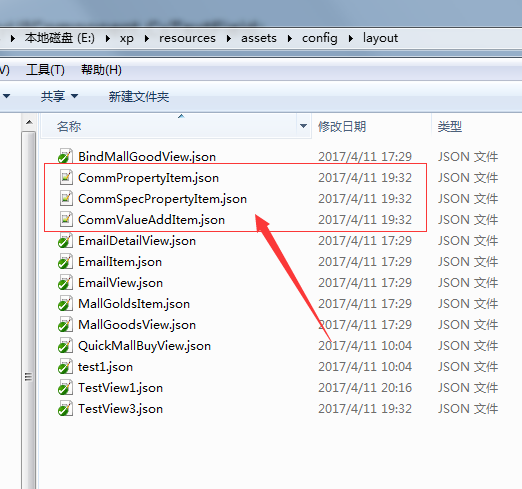 本地磁盘 (E:) ▸ xp ▸ resources ▸ assets ▸ config ▸ layout
V) 工具(T) 帮助(H)
共享 新建文件夹
名称 修改日期 类型
BindMallGoodView.json 2017/4/11 17:29 JSON 文件
CommPropertyItem.json 2017/4/11 19:32 JSON 文件
CommSpecPropertyItem.json 2017/4/11 19:32 JSON 文件
CommValueAddItem.json 2017/4/11 19:32 JSON 文件
EmailDetailView.json 2017/4/11 17:29 JSON 文件
EmailItem.json 2017/4/11 17:29 JSON 文件
EmailView.json 2017/4/11 17:29 JSON 文件
MallGoldsItem.json 2017/4/11 17:29 JSON 文件
MallGoodsView.json 2017/4/11 17:29 JSON 文件
QuickMallBuyView.json 2017/4/11 10:04 JSON 文件
test1.json 2017/4/11 10:04 JSON 文件
TestView1.json 2017/4/11 20:16 JSON 文件
TestView3.json 2017/4/11 19:32 JSON 文件